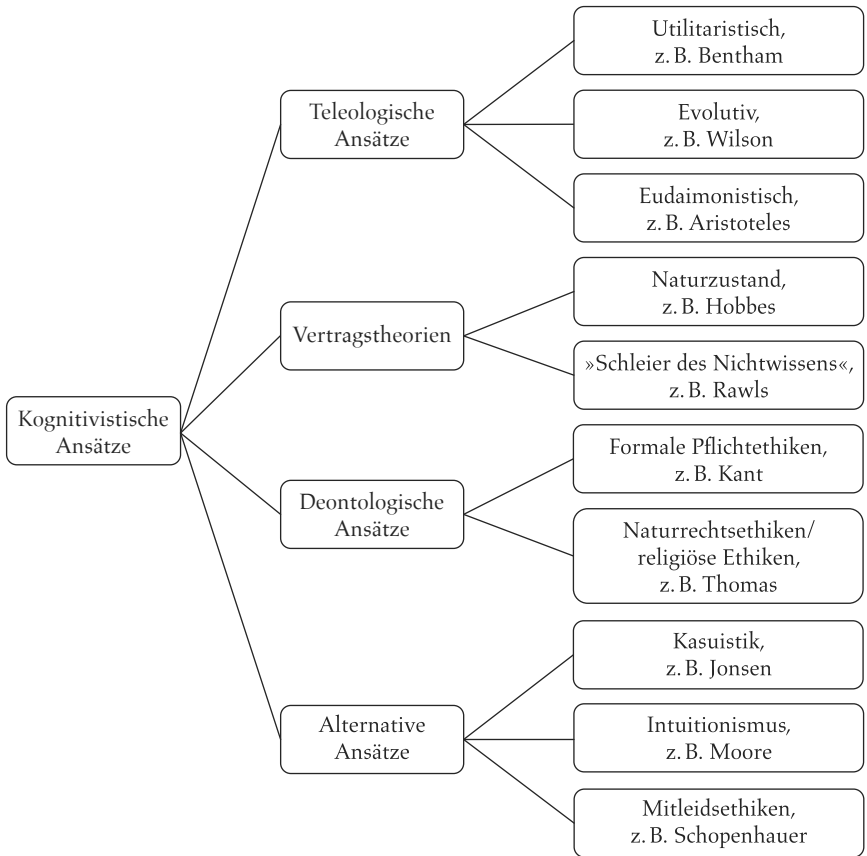 Kognitivistische
Ansätze
Teleologische
Ansätze
Utilitaristisch,
z. B. Bentham
Evolutiv,
z. B. Wilson
Eudaimonistisch,
z. B. Aristoteles
Vertragstheorien
Naturzustand,
z. B. Hobbes
»Schleier des Nichtwissens«,
z. B. Rawls
Deontologische
Ansätze
Formale Pflichtethiken,
z. B. Kant
Naturrechtsethiken/
religiöse Ethiken,
z. B. Thomas
Alternative
Ansätze
Kasuistik,
z. B. Jonsen
Intuitionismus,
z. B. Moore
Mitleidsethiken,
z. B. Schopenhauer